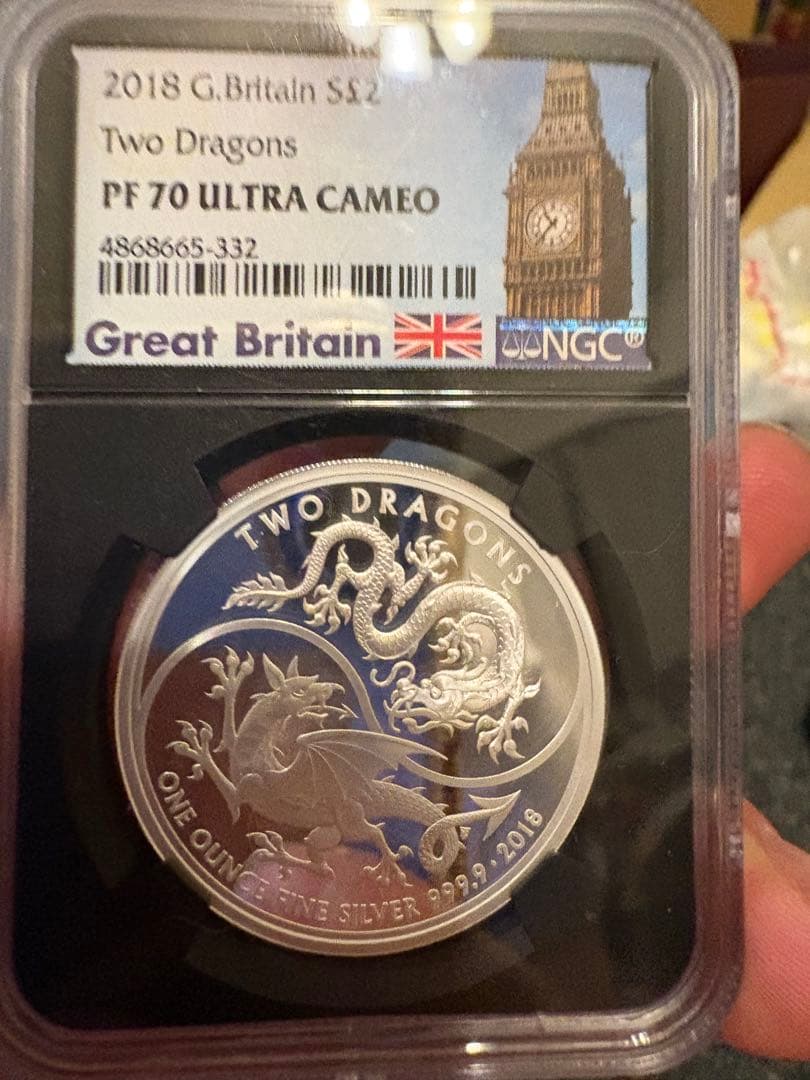 2018 G.Britain S£2
Two Dragons
PF 70 ULTRA CAMEO
4868665-332
Great Britain
NGC®
TWO DRAGONS
ONE OUNCE FINE SILVER 999.9 · 2018